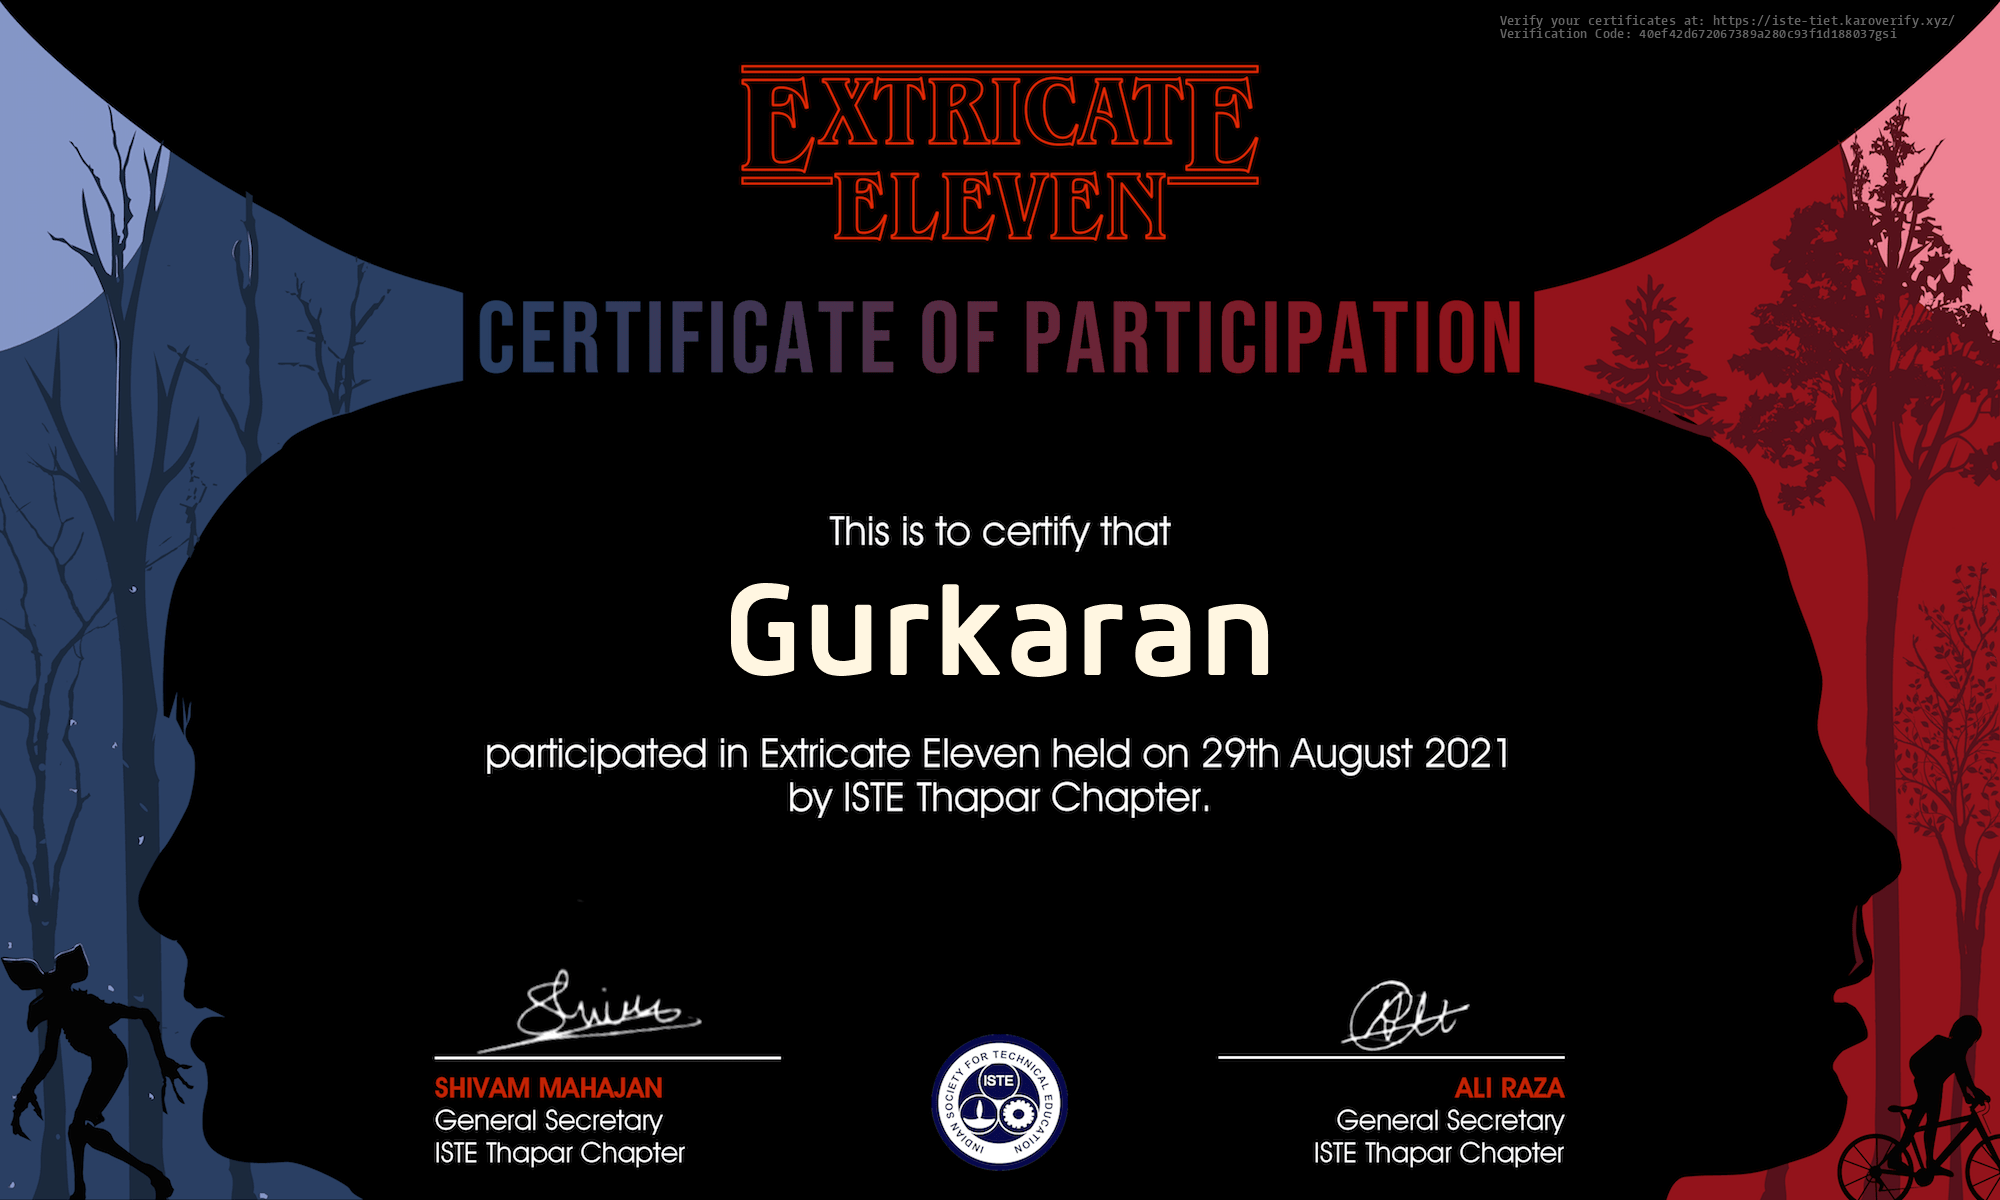 Verify your certificates at: https://iste-tiet.karoverify.xyz/
Verification Code: 40ef42d672067389a280c93f1d188037gsi
EXTRICATE
ELEVEN
CERTIFICATE OF PARTICIPATION
This is to certify that
Gurkaran
participated in Extricate Eleven held on 29th August 2021
by ISTE Thapar Chapter.
SHIVAM MAHAJAN
General Secretary
ISTE Thapar Chapter
INDIAN SOCIETY FOR TECHNICAL EDUCATION
ISTE
ALI RAZA
General Secretary
ISTE Thapar Chapter